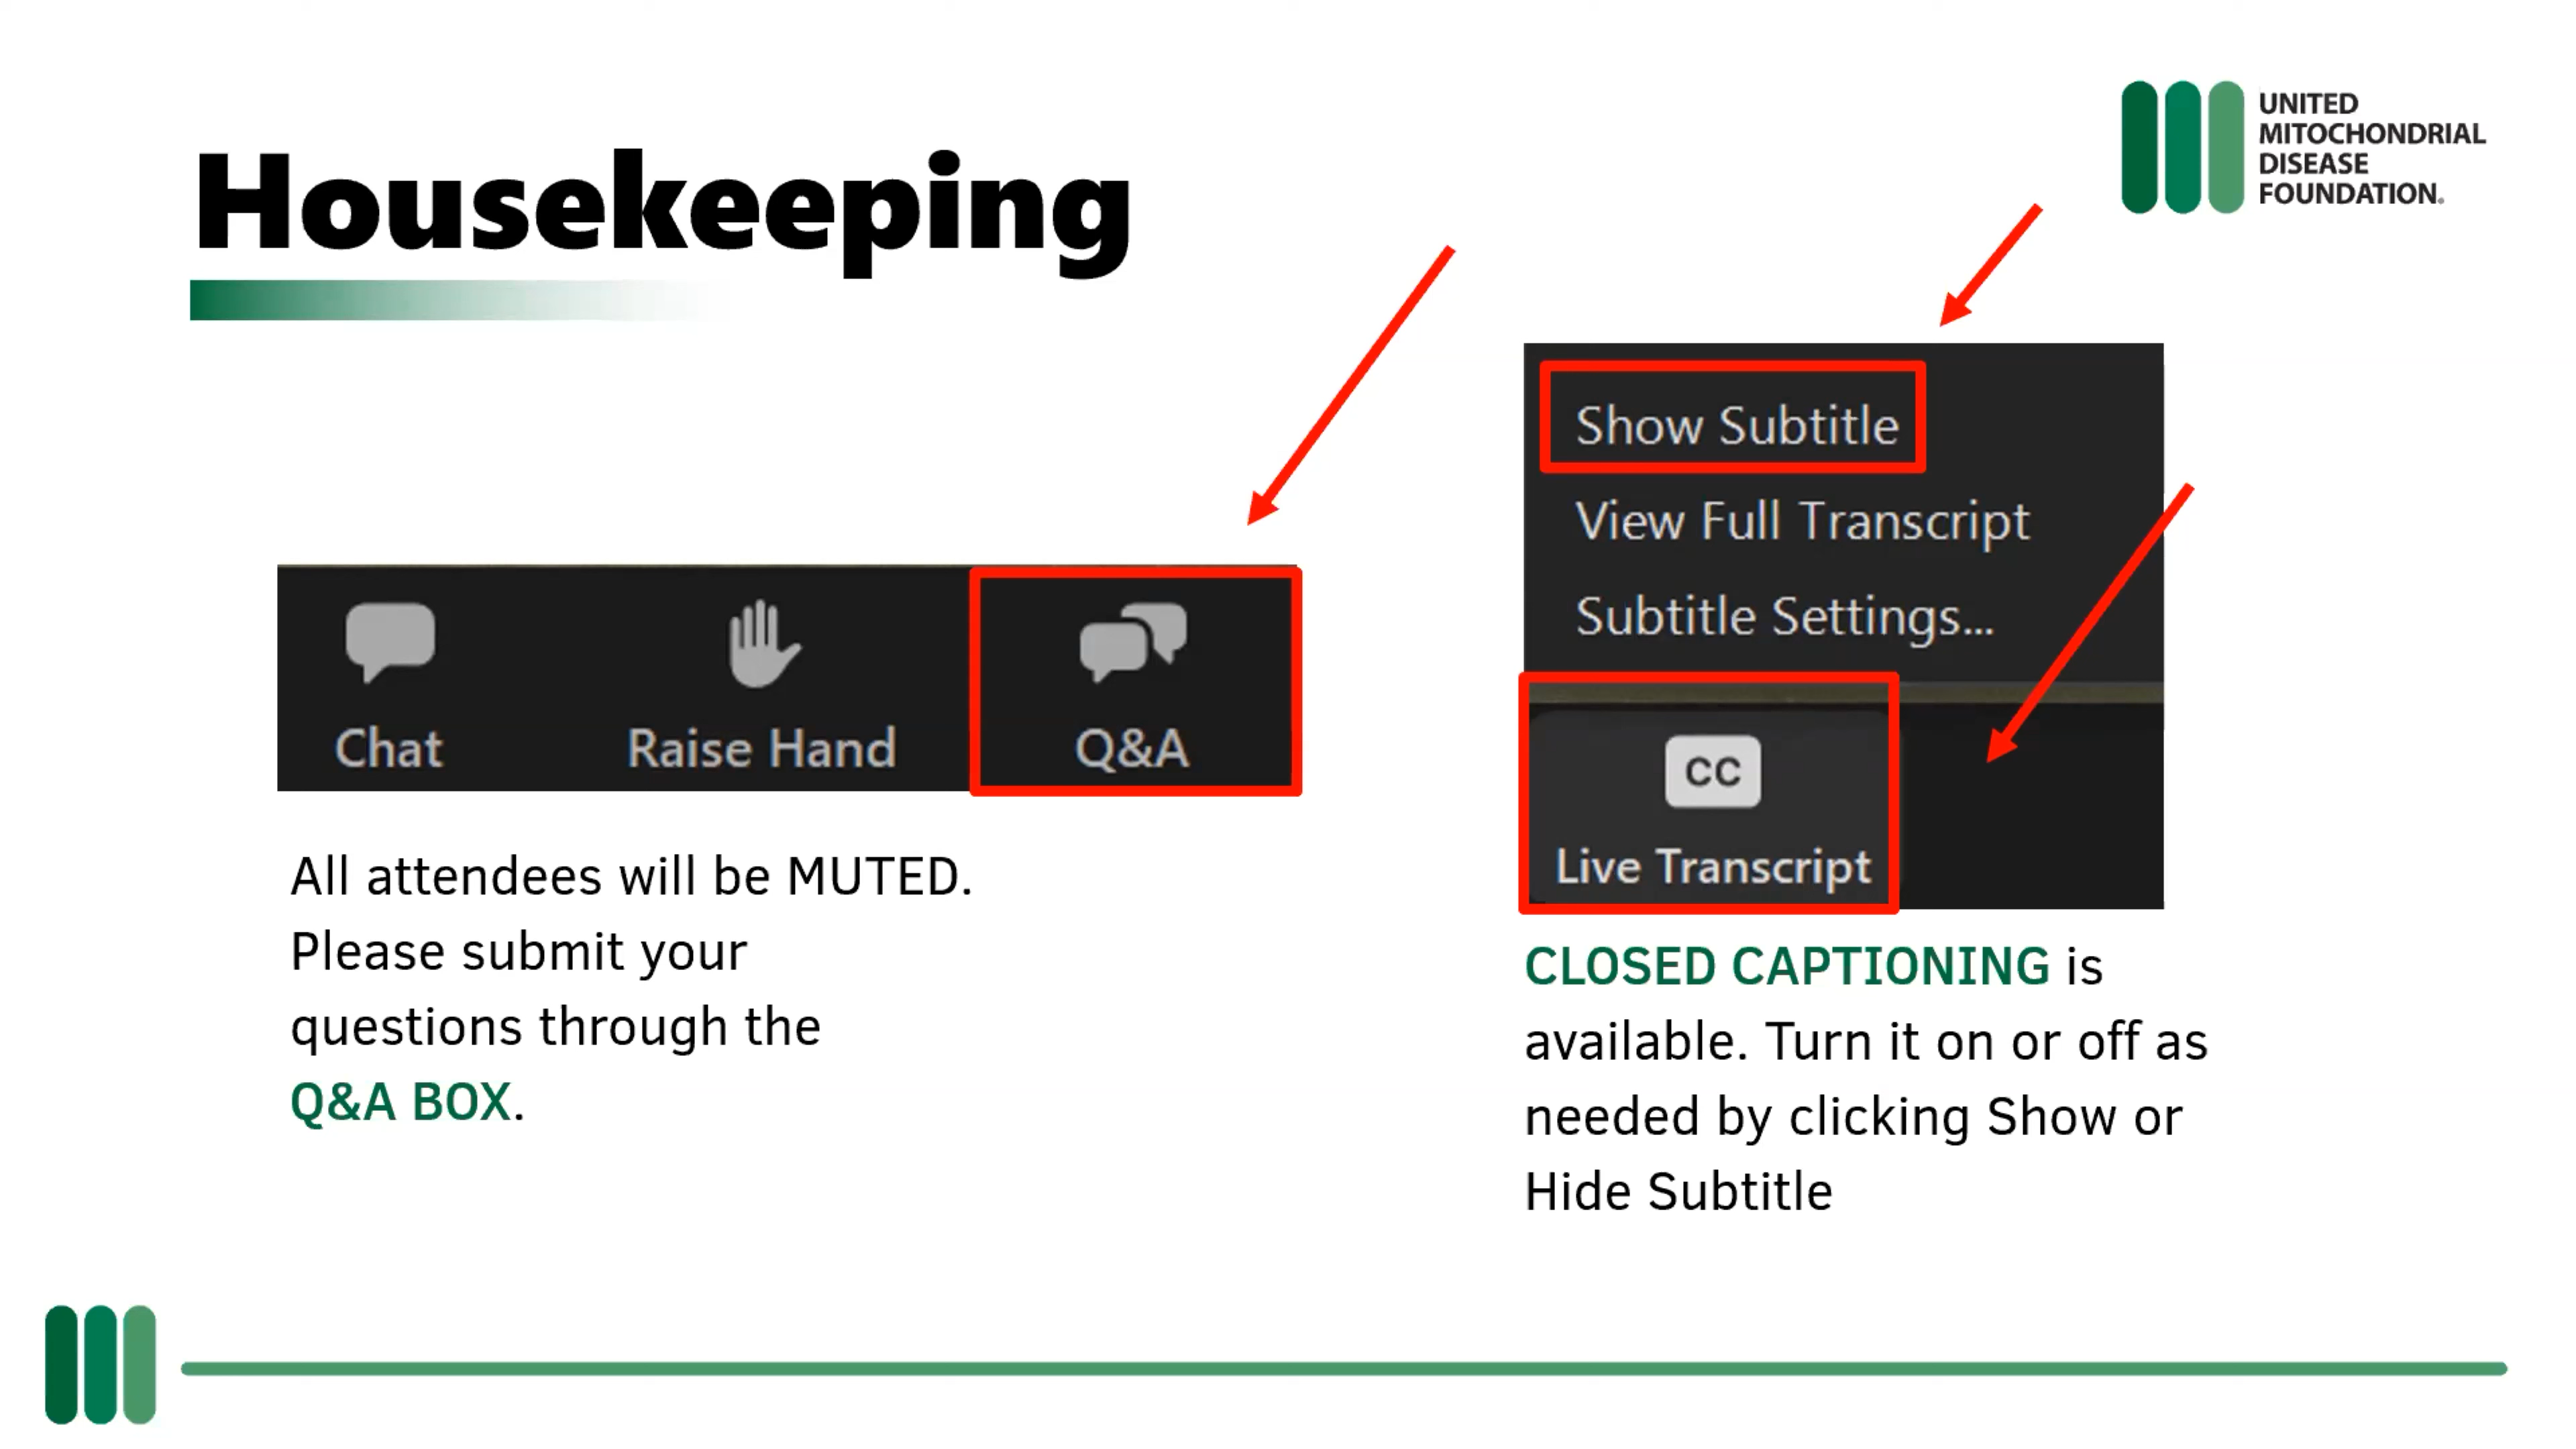 UNITED
MITOCHONDRIAL
DISEASE
FOUNDATION.
Housekeeping
Chat
Raise Hand
Q&A
All attendees will be MUTED.
Please submit your
questions through the
Q&A BOX.
Show Subtitle
View Full Transcript
Subtitle Settings...
CC
Live Transcript
CLOSED CAPTIONING is
available. Turn it on or off as
needed by clicking Show or
Hide Subtitle